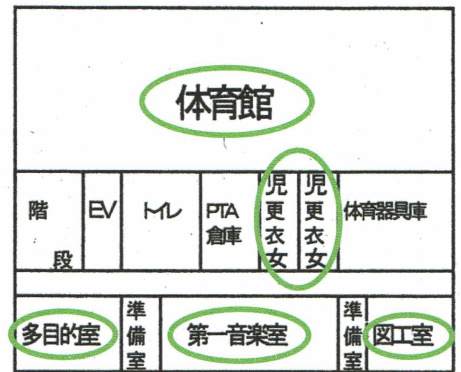 体育館
階段
EV
トイレ
PTA
倉庫
児更衣女
児更衣女
体育器具庫
多目的室
準備室
第一音楽室
準備室
図工室